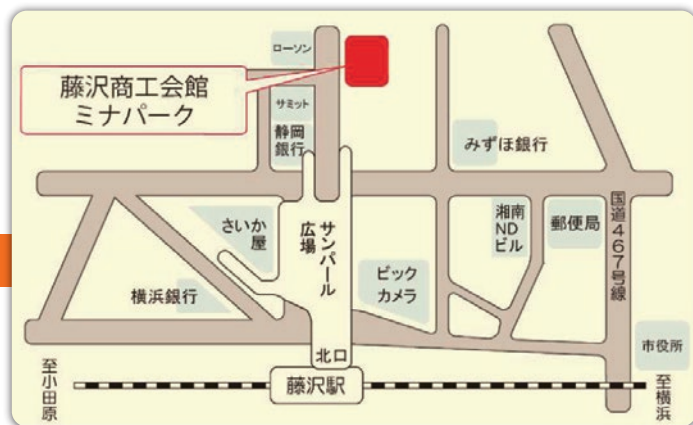 ローソン
藤沢商工会館
ミナパーク
サミット
静岡
銀行
みずほ銀行
さいか
屋
サンパール
広場
湘南
ND
ビル
郵便局
国道467号線
横浜銀行
ビック
カメラ
市役所
北口
藤沢駅
至小田原
至横浜